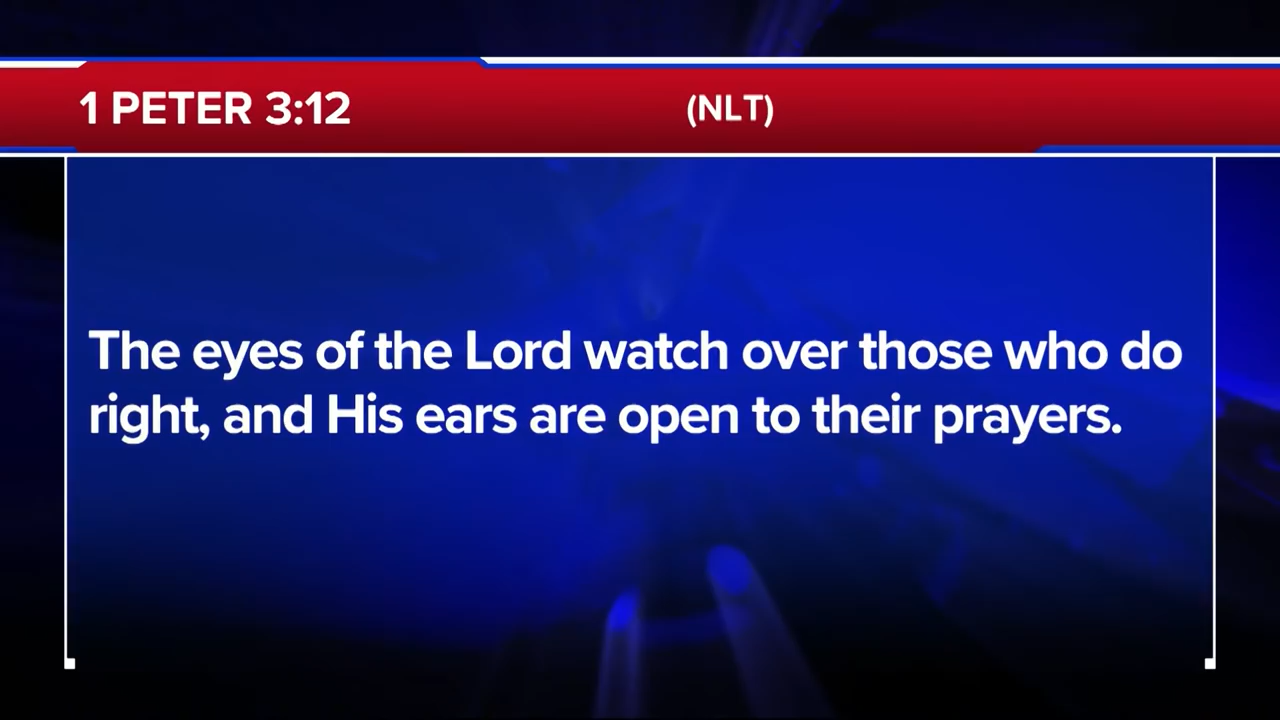 1 PETER 3:12 (NLT)
The eyes of the Lord watch over those who do
right, and His ears are open to their prayers.